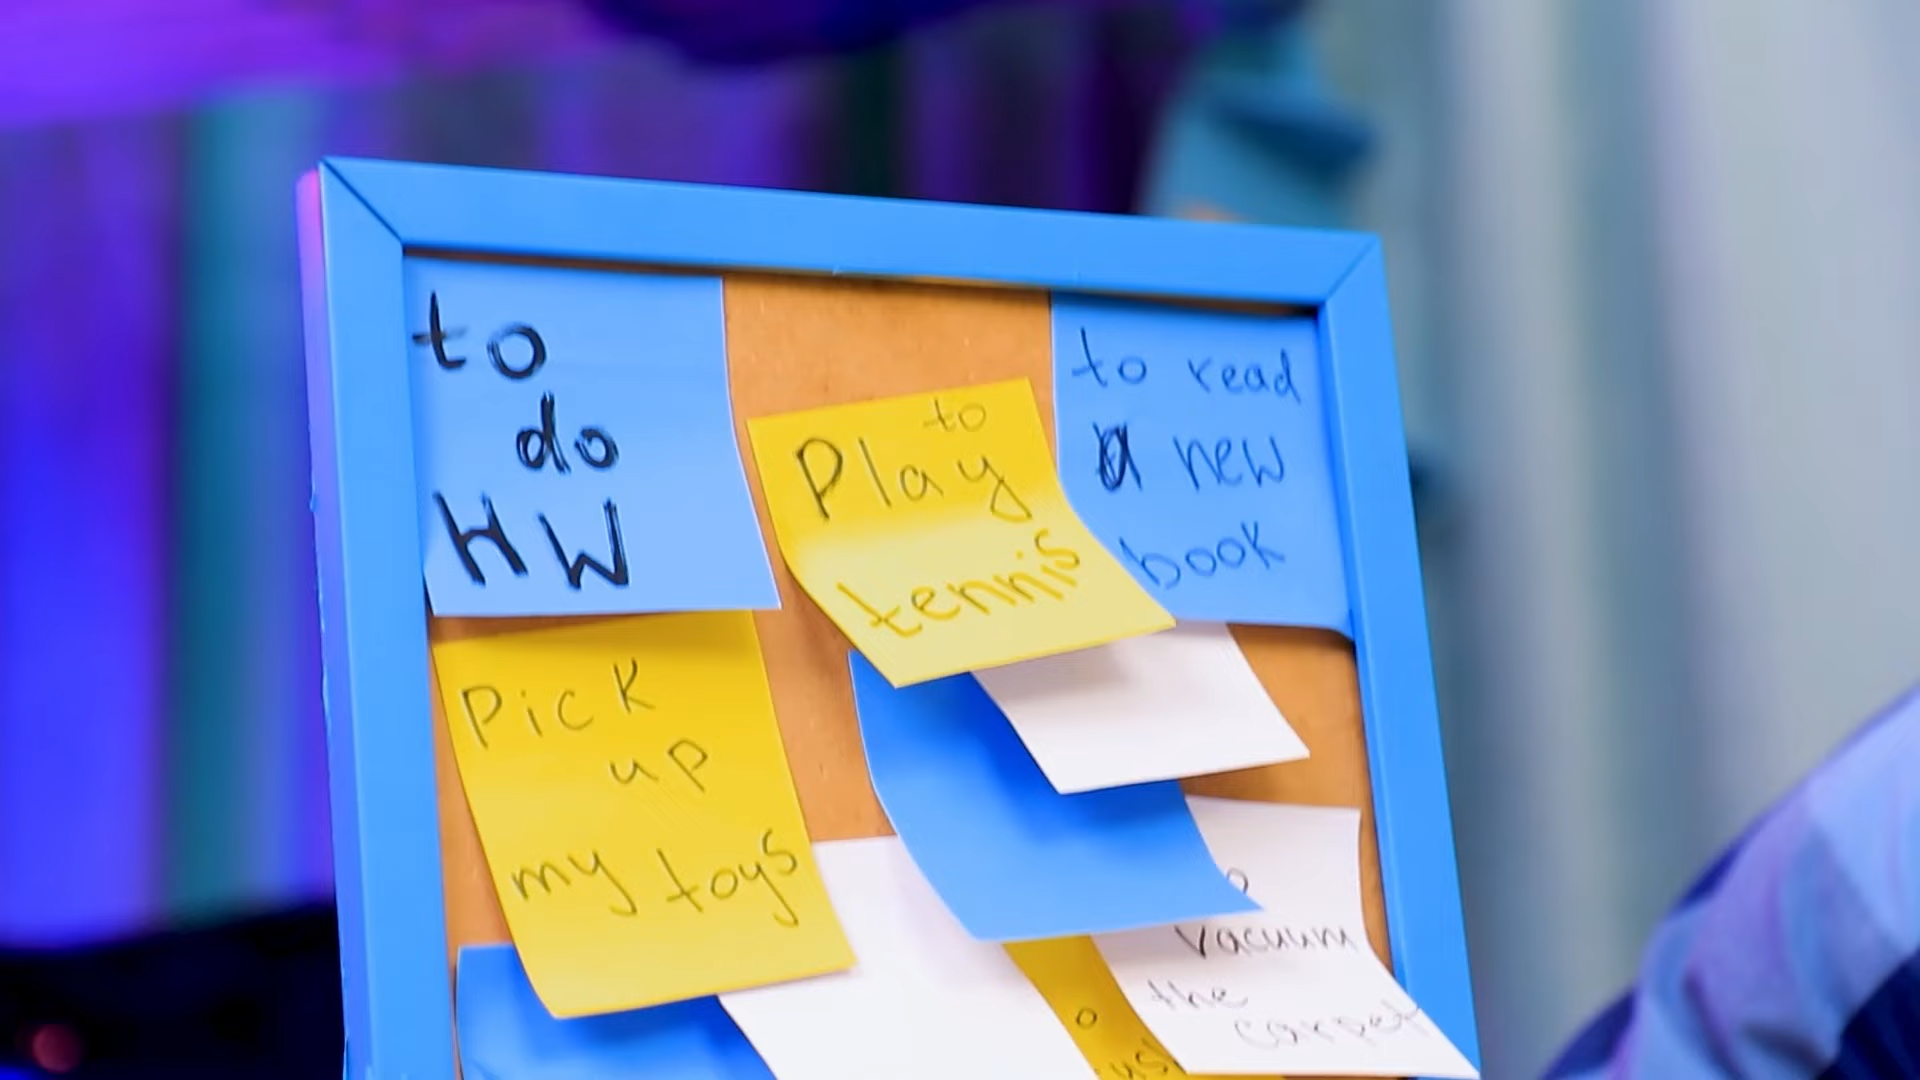 to
do
HW
to
Play
tennis
to read
a new
book
Pick
up
my toys
vacuum
the
carpet